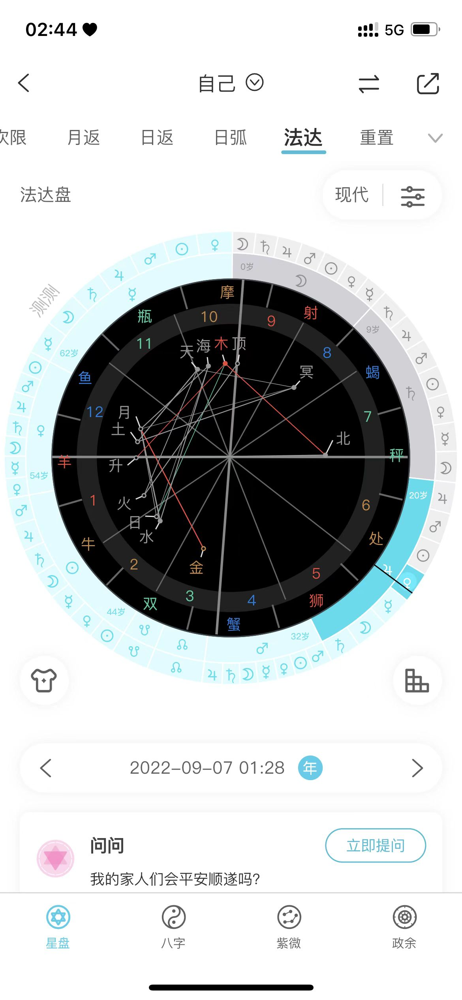 02:44
5G
自己
次限 月返 日返 日弧 法达 重置
法达盘
现代
测测
0岁
9岁
20岁
32岁
44岁
54岁
62岁
摩
射
蝎
秤
处
狮
蟹
双
牛
羊
鱼
瓶
10
9
8
7
6
5
4
3
2
1
12
11
天 海 木 顶
冥
北
月
土
升
火
日
水
金
2022-09-07 01:28 年
问问
立即提问
我的家人们会平安顺遂吗?
星盘 八字 紫微 政余